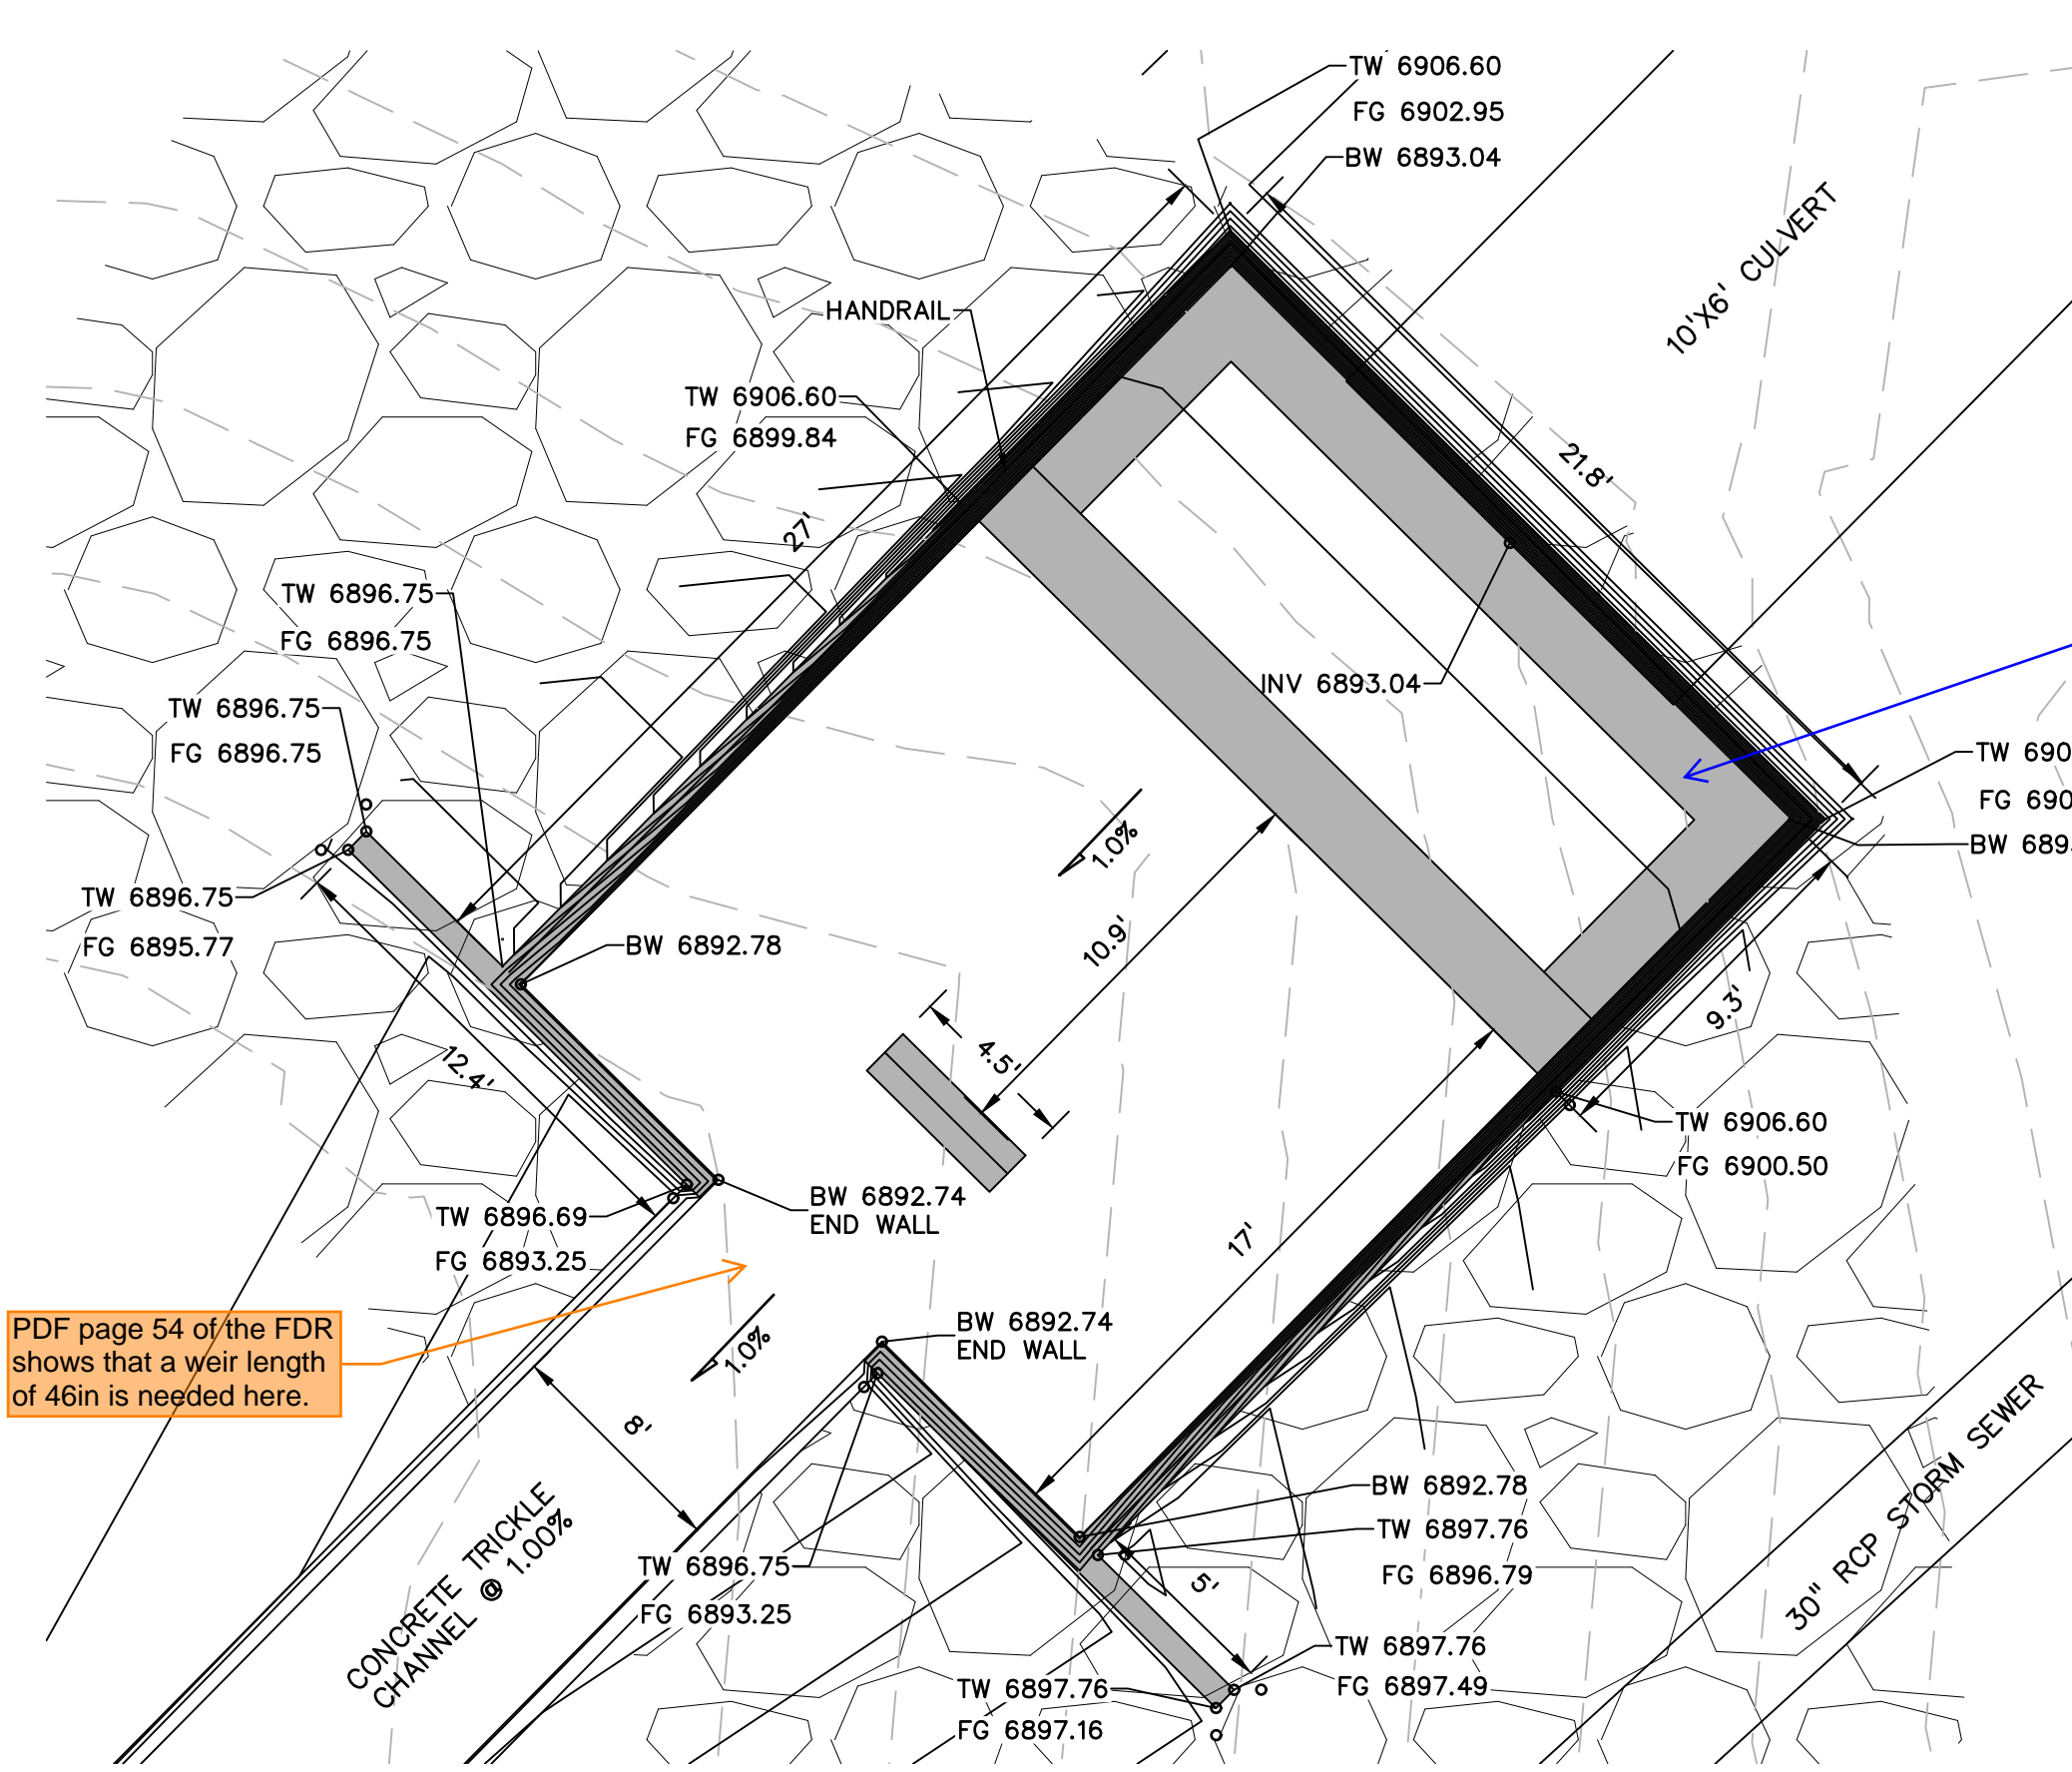 TW 6906.60
FG 6902.95
BW 6893.04
10'X6' CULVERT
HANDRAIL
TW 6906.60
FG 6899.84
21.8'
27'
TW 6896.75
FG 6896.75
INV 6893.04
TW 6896.75
FG 6896.75
TW 690
FG 690
BW 689
1.0%
TW 6896.75
FG 6895.77
BW 6892.78
10.9'
9.3'
12.4'
4.5'
TW 6906.60
FG 6900.50
TW 6896.69
FG 6893.25
BW 6892.74
END WALL
17'
PDF page 54 of the FDR
shows that a weir length
of 46in is needed here.
BW 6892.74
END WALL
1.0%
8'
BW 6892.78
TW 6897.76
FG 6896.79
30" RCP STORM SEWER
CONCRETE TRICKLE
CHANNEL @ 1.00%
TW 6896.75
FG 6893.25
5'
TW 6897.76
FG 6897.49
TW 6897.76
FG 6897.16